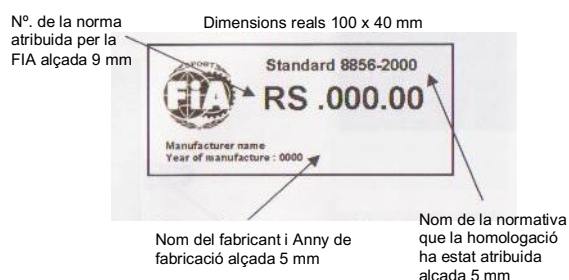 Nº. de la norma
atribuida per la
FIA alçada 9 mm
Dimensions reals 100 x 40 mm
SPORT
FiA
Standard 8856-2000
RS .000.00
Manufacturer name
Year of manufacture : 0000
Nom del fabricant i Anny de
fabricació alçada 5 mm
Nom de la normativa
que la homologació
ha estat atribuida
alçada 5 mm